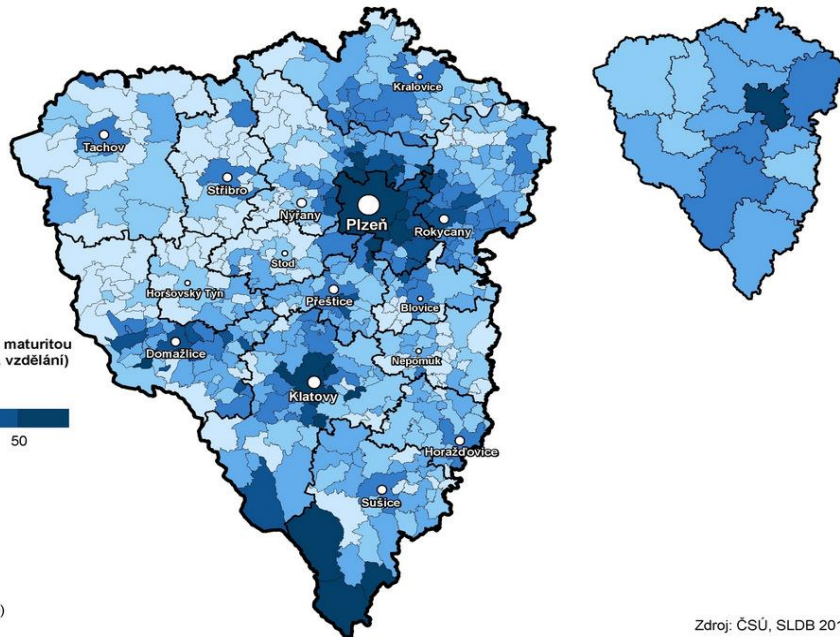 Kralovice
Tachov
Stříbro
Nýřany
Plzeň
Rokycany
Stod
Horšovský Týn
Přeštice
Blovice
maturitou
vzdělání)
Domažlice
Nepomuk
Klatovy
50
Horažďovice
Sušice
)
Zdroj: ČSÚ, SLDB 201